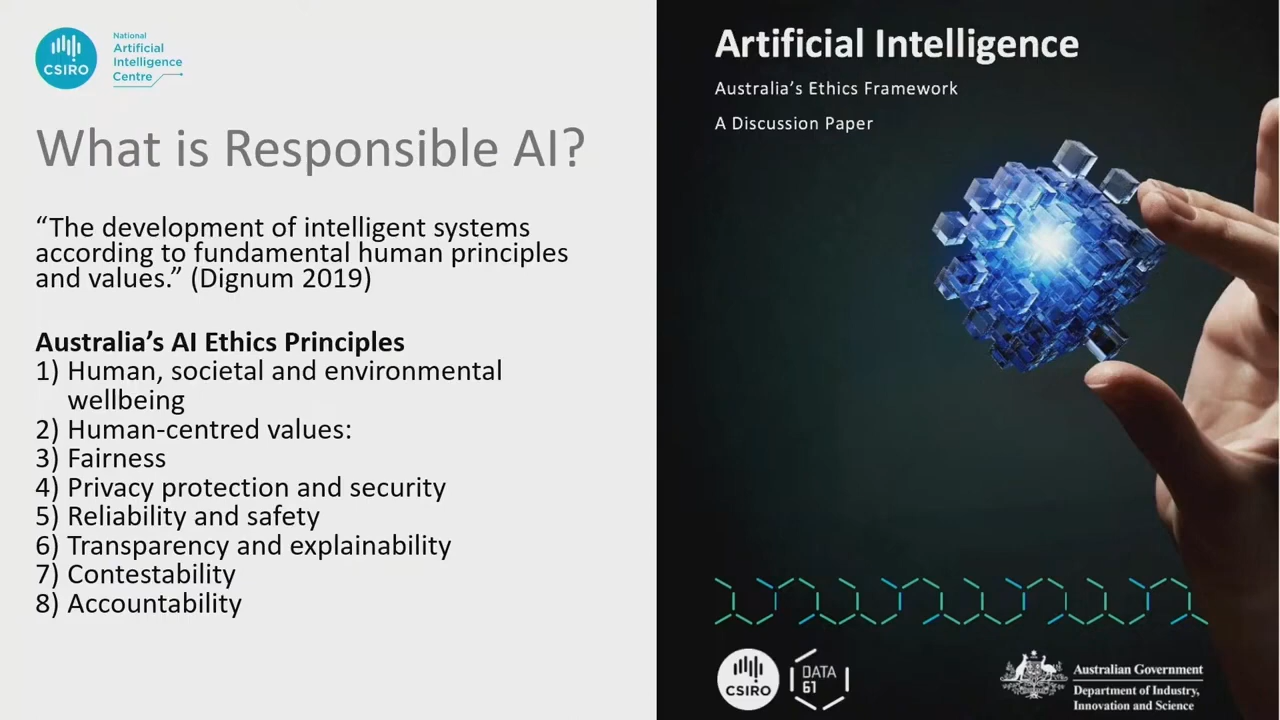 CSIRO
National
Artificial
Intelligence
Centre
What is Responsible AI?
“The development of intelligent systems
according to fundamental human principles
and values.” (Dignum 2019)
Australia’s AI Ethics Principles
1) Human, societal and environmental
wellbeing
2) Human-centred values:
3) Fairness
4) Privacy protection and security
5) Reliability and safety
6) Transparency and explainability
7) Contestability
8) Accountability
Artificial Intelligence
Australia’s Ethics Framework
A Discussion Paper
CSIRO
DATA
61
Australian Government
Department of Industry,
Innovation and Science